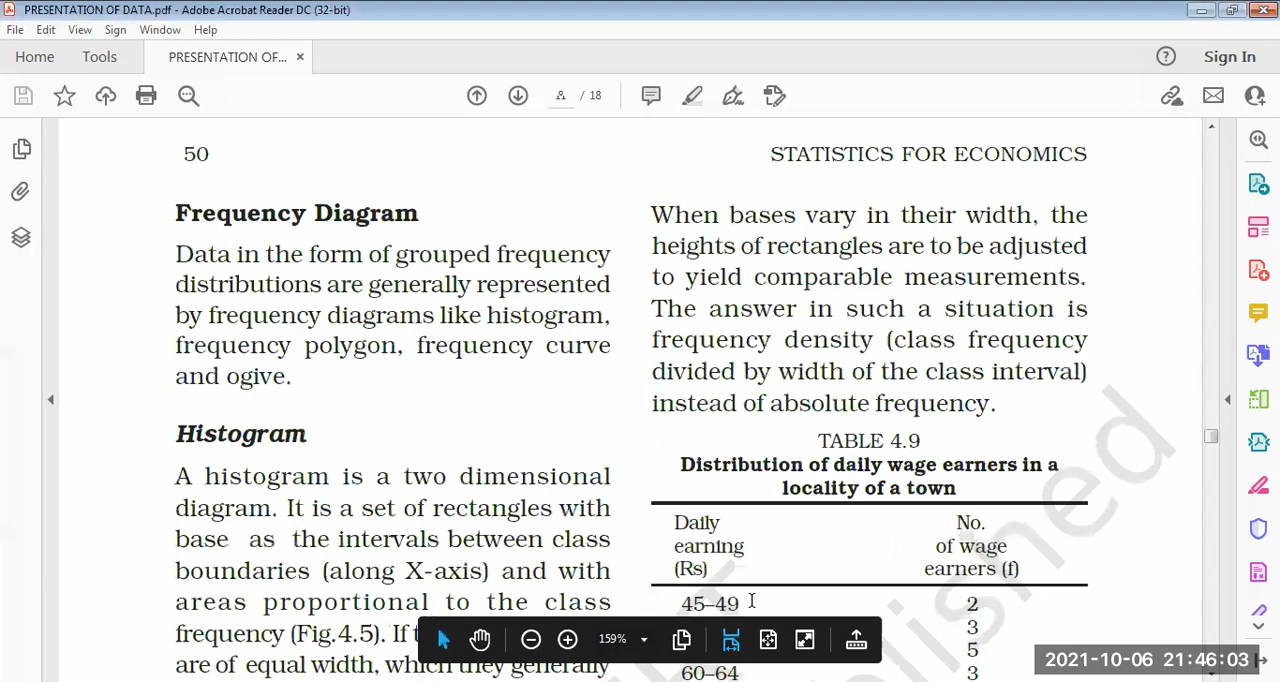 PRESENTATION OF DATA.pdf - Adobe Acrobat Reader DC (32-bit)
File Edit View Sign Window Help
Home Tools PRESENTATION OF... × Sign In
8 / 18
50 STATISTICS FOR ECONOMICS
Frequency Diagram
Data in the form of grouped frequency
distributions are generally represented
by frequency diagrams like histogram,
frequency polygon, frequency curve
and ogive.
Histogram
A histogram is a two dimensional
diagram. It is a set of rectangles with
base as the intervals between class
boundaries (along X-axis) and with
areas proportional to the class
frequency (Fig.4.5). If
are of equal width, which they generally
When bases vary in their width, the
heights of rectangles are to be adjusted
to yield comparable measurements.
The answer in such a situation is
frequency density (class frequency
divided by width of the class interval)
instead of absolute frequency.
TABLE 4.9
Distribution of daily wage earners in a
locality of a town
Daily No.
earning of wage
(Rs) earners (f)
45–49 2
3
5
60–64 3
159%
2021-10-06 21:46:03